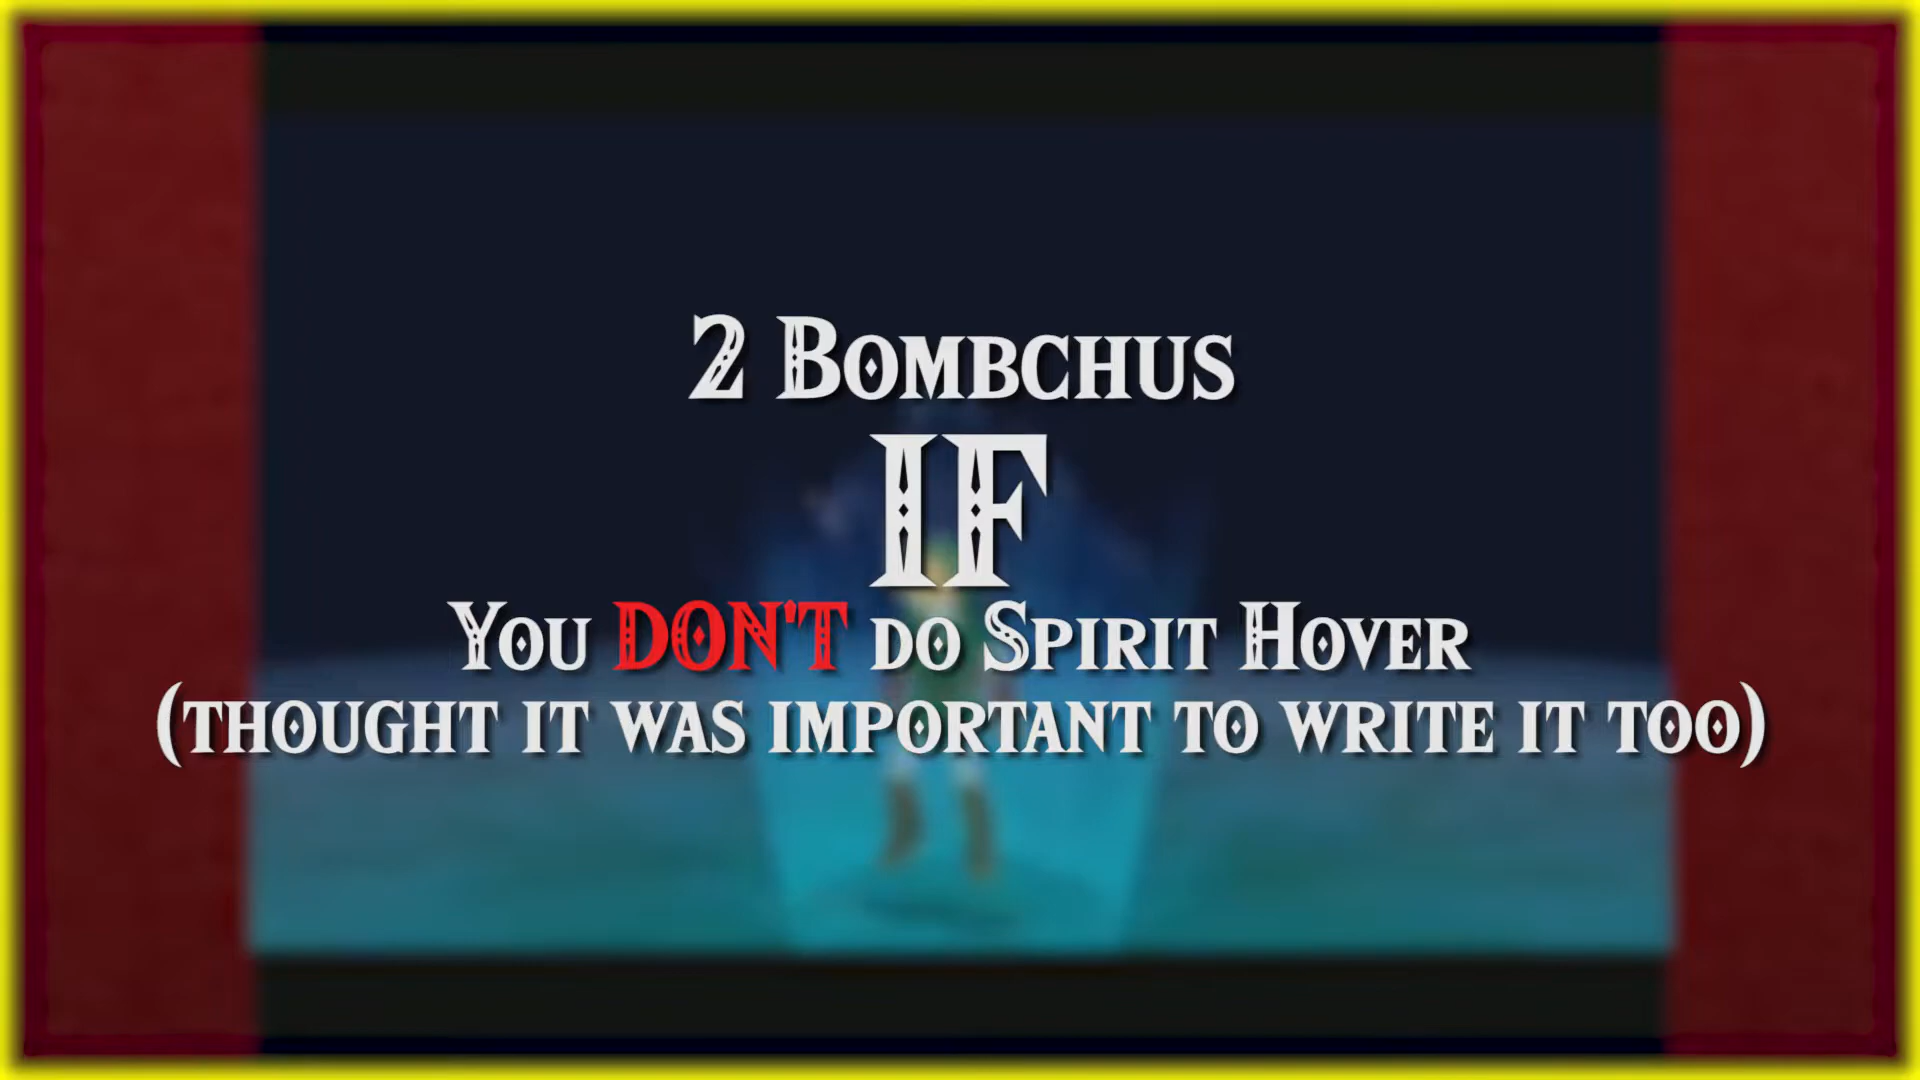 2 Bombchus
IF
You DON'T do Spirit Hover
(thought it was important to write it too)